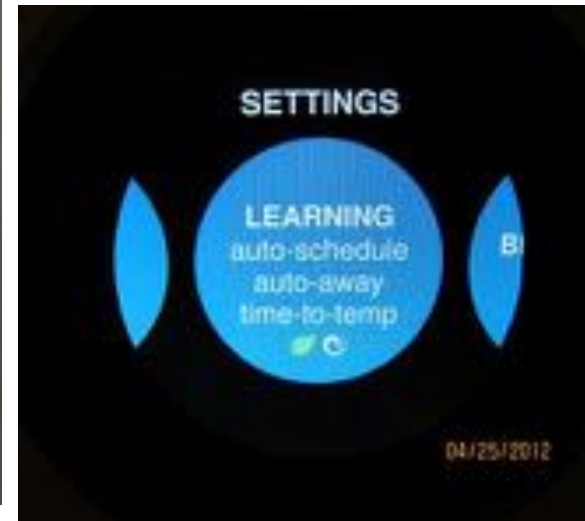 SETTINGS
LEARNING
auto-schedule
auto-away
time-to-temp
04/25/2012